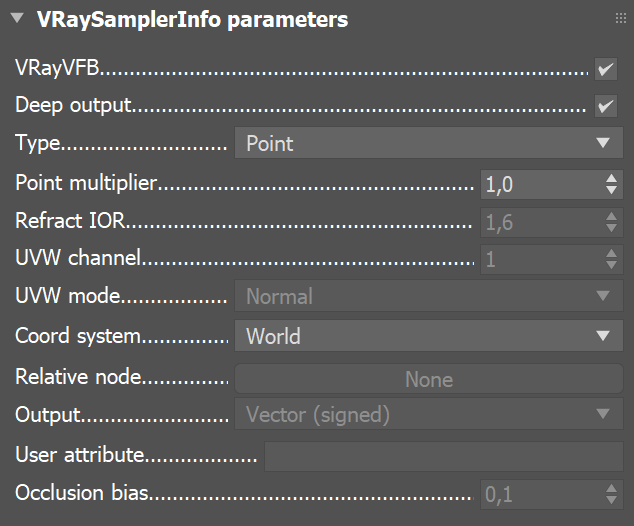 VRaySamplerInfo parameters
VRayVFB
Deep output
Type Point
Point multiplier 1,0
Refract IOR 1,6
UVW channel 1
UVW mode Normal
Coord system World
Relative node None
Output Vector (signed)
User attribute
Occlusion bias 0,1